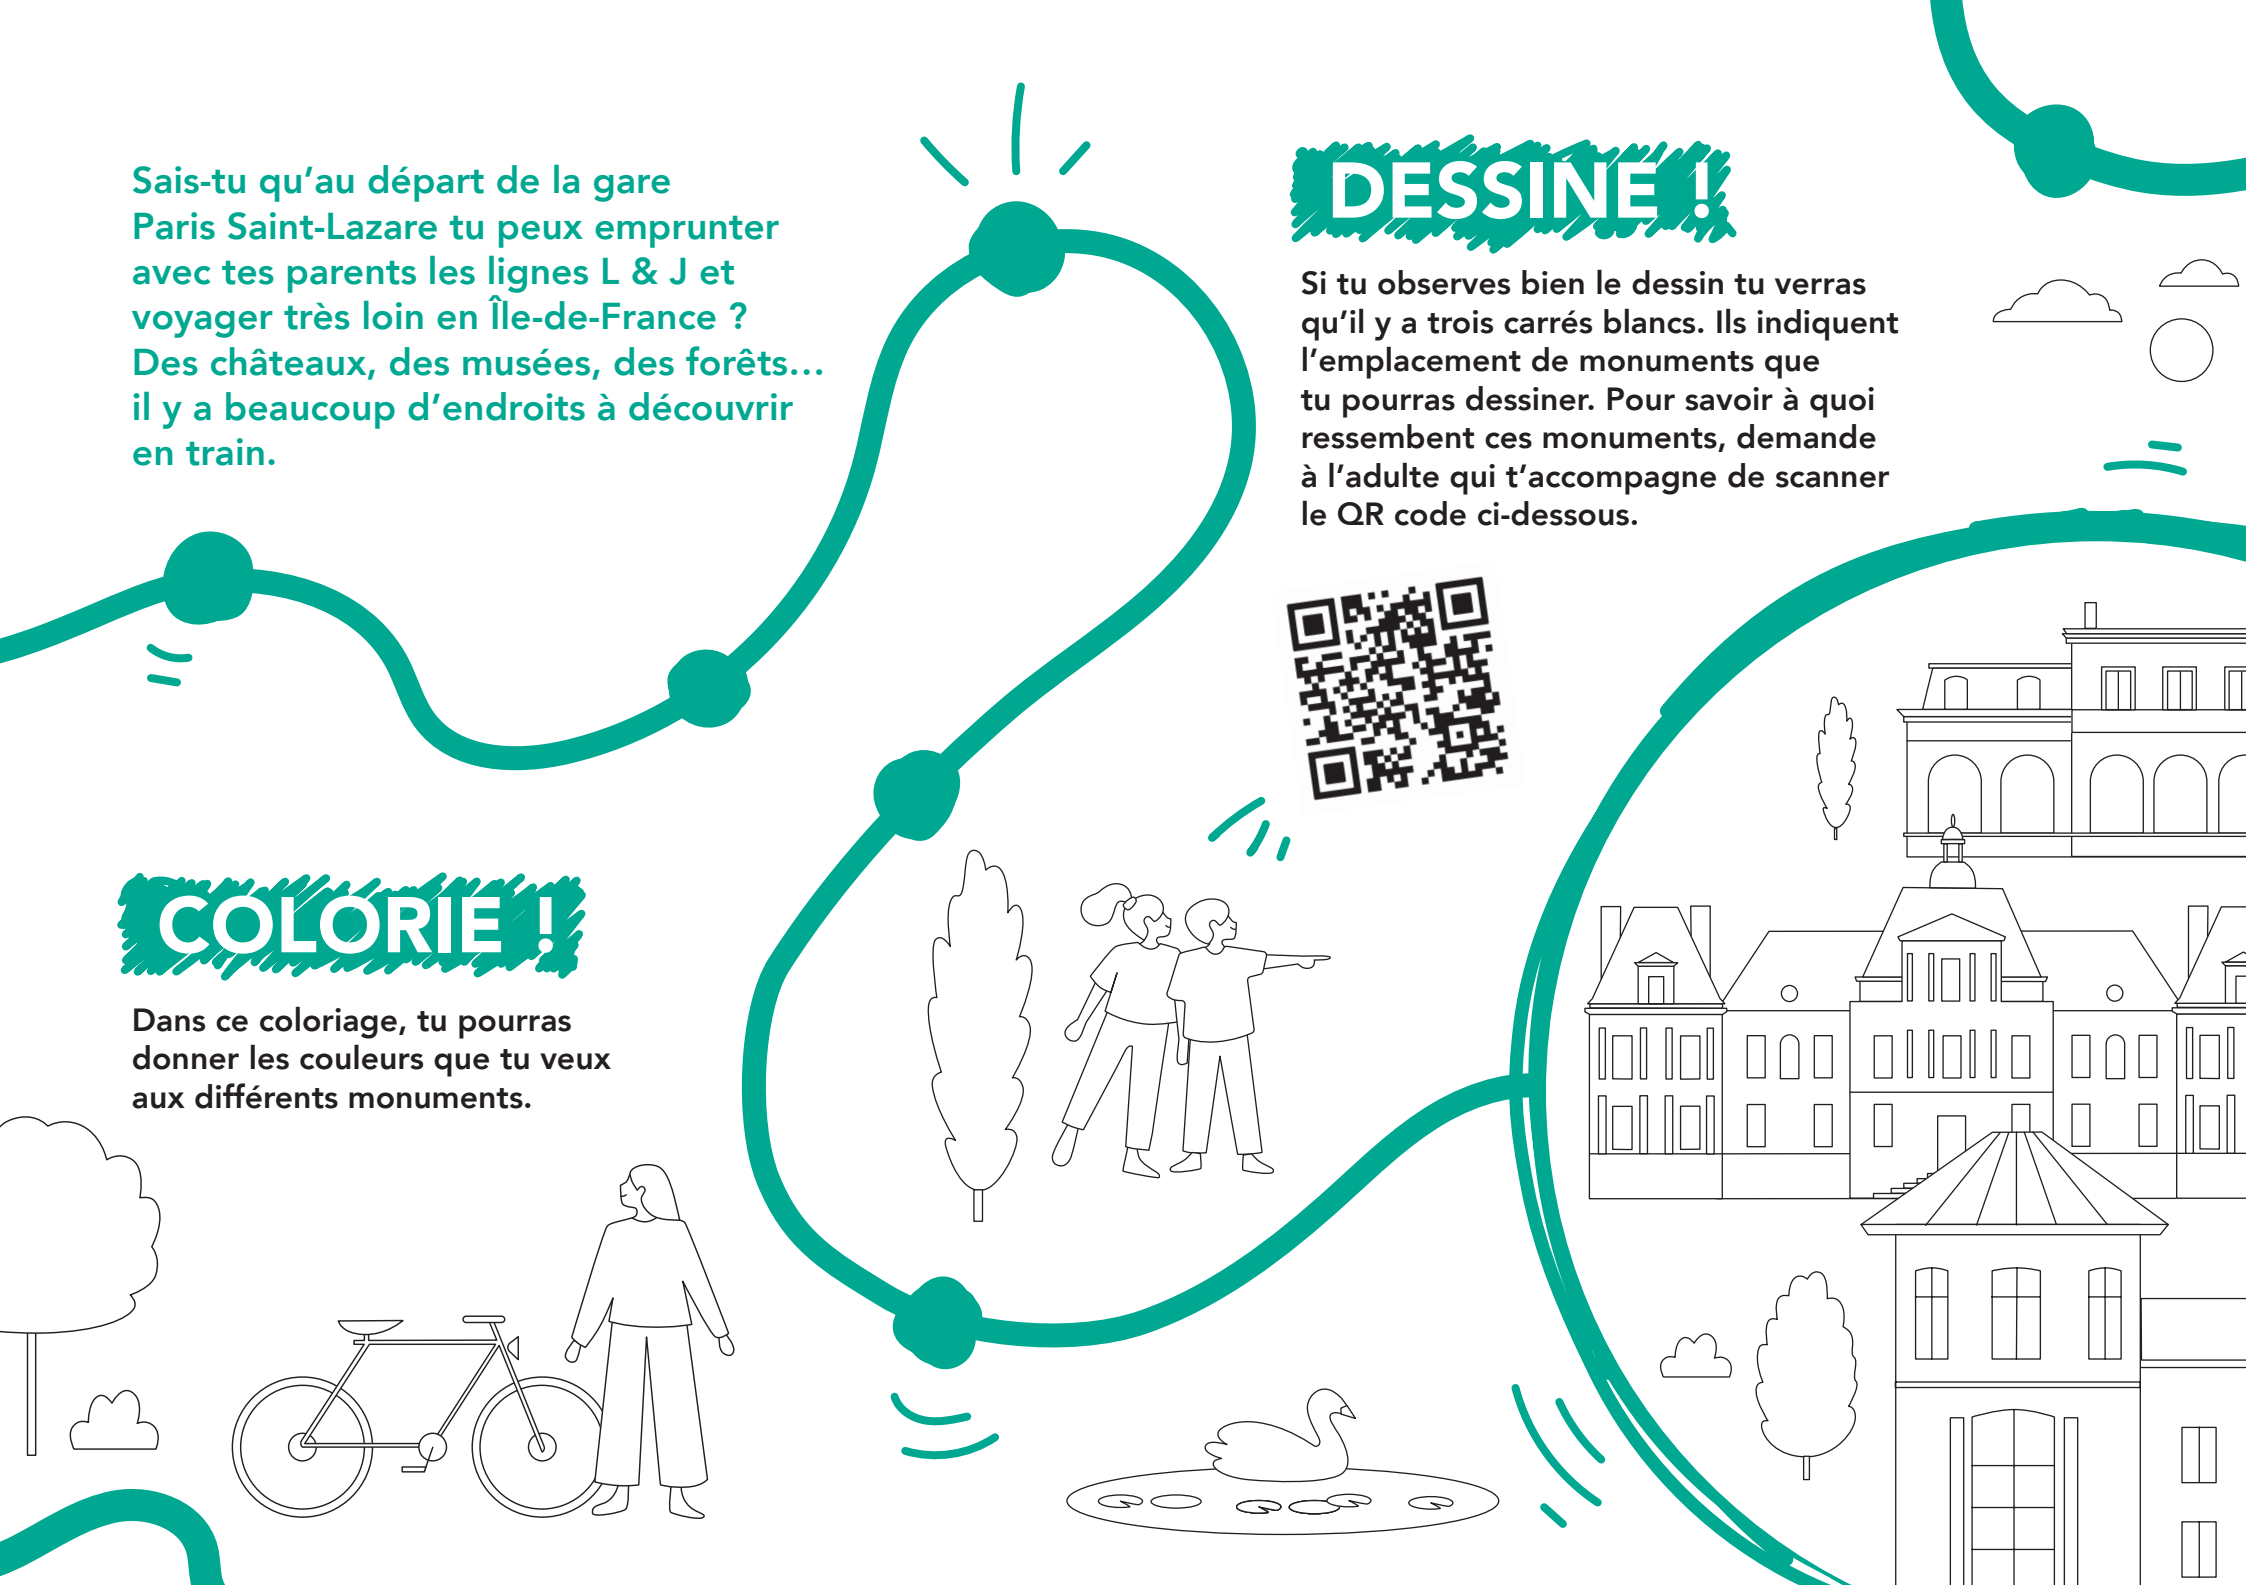 Sais-tu qu’au départ de la gare
Paris Saint-Lazare tu peux emprunter
avec tes parents les lignes L & J et
voyager très loin en Île-de-France ?
Des châteaux, des musées, des forêts…
il y a beaucoup d’endroits à découvrir
en train.
COLORIE !
Dans ce coloriage, tu pourras
donner les couleurs que tu veux
aux différents monuments.
DESSINE !
Si tu observes bien le dessin tu verras
qu’il y a trois carrés blancs. Ils indiquent
l’emplacement de monuments que
tu pourras dessiner. Pour savoir à quoi
ressembent ces monuments, demande
à l’adulte qui t’accompagne de scanner
le QR code ci-dessous.